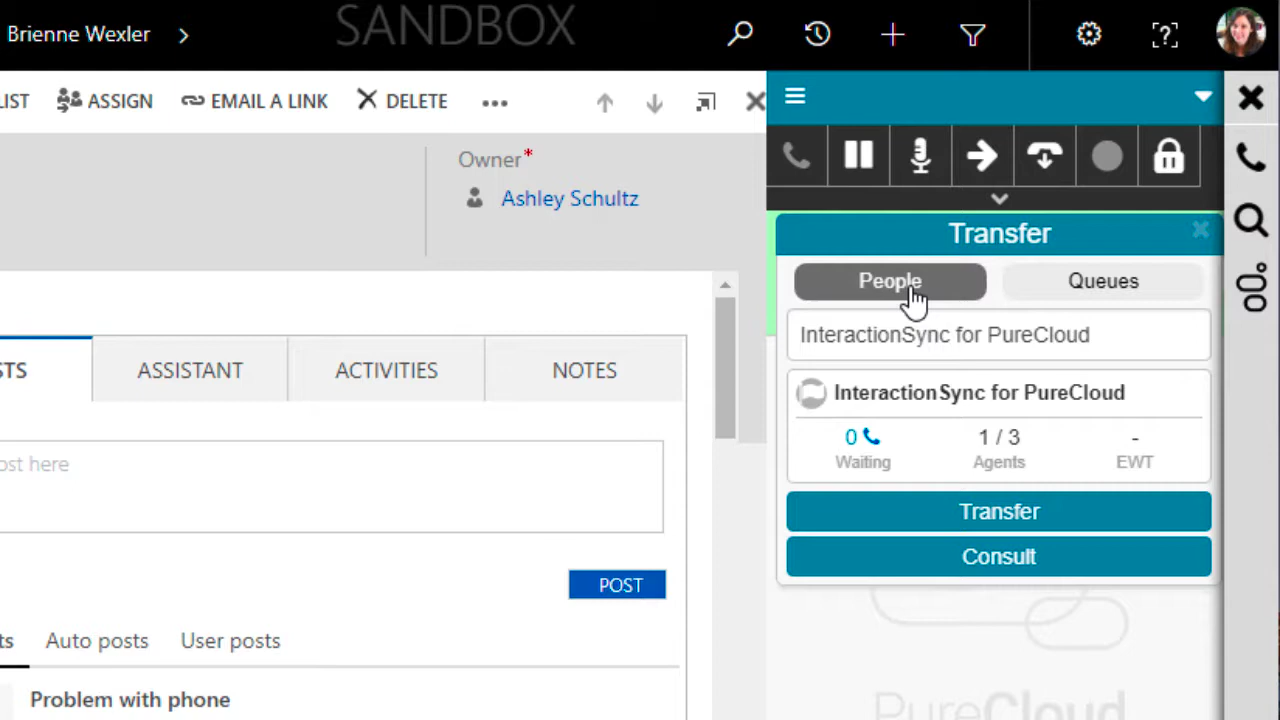 Brienne Wexler
SANDBOX
[?]
LIST
ASSIGN
EMAIL A LINK
DELETE
Owner*
Ashley Schultz
Transfer
People
Queues
InteractionSync for PureCloud
InteractionSync for PureCloud
0
1 / 3
-
Waiting
Agents
EWT
Transfer
Consult
STS
ASSISTANT
ACTIVITIES
NOTES
ost here
POST
ts
Auto posts
User posts
Problem with phone
PureCloud